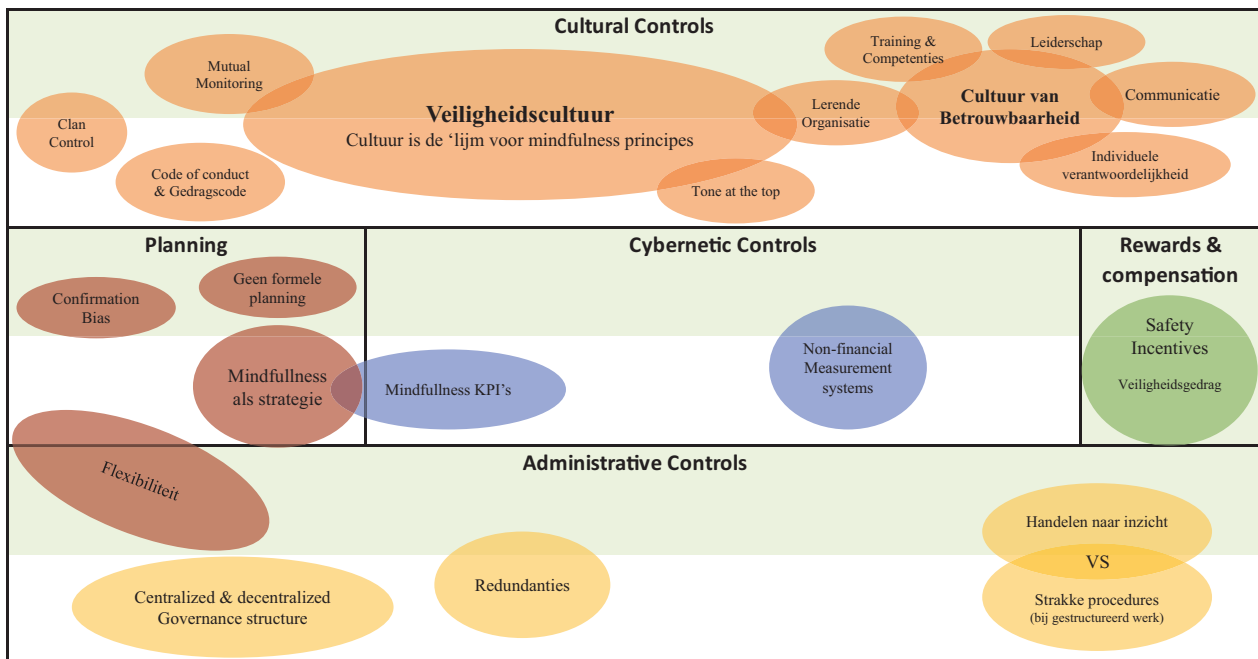 Cultural Controls
Mutual
Monitoring
Clan
Control
Code of conduct
& Gedragscode
Veiligheidscultuur
Cultuur is de ‘lijm voor mindfulness principes
Tone at the top
Lerende
Organisatie
Training &
Competenties
Leiderschap
Cultuur van
Betrouwbaarheid
Communicatie
Individuele
verantwoordelijkheid
Planning
Confirmation
Bias
Geen formele
planning
Mindfullness
als strategie
Flexibiliteit
Cybernetic Controls
Mindfullness KPI’s
Non-financial
Measurement
systems
Rewards &
compensation
Safety
Incentives
Veiligheidsgedrag
Administrative Controls
Centralized & decentralized
Governance structure
Redundanties
Handelen naar inzicht
VS
Strakke procedures
(bij gestructureerd werk)